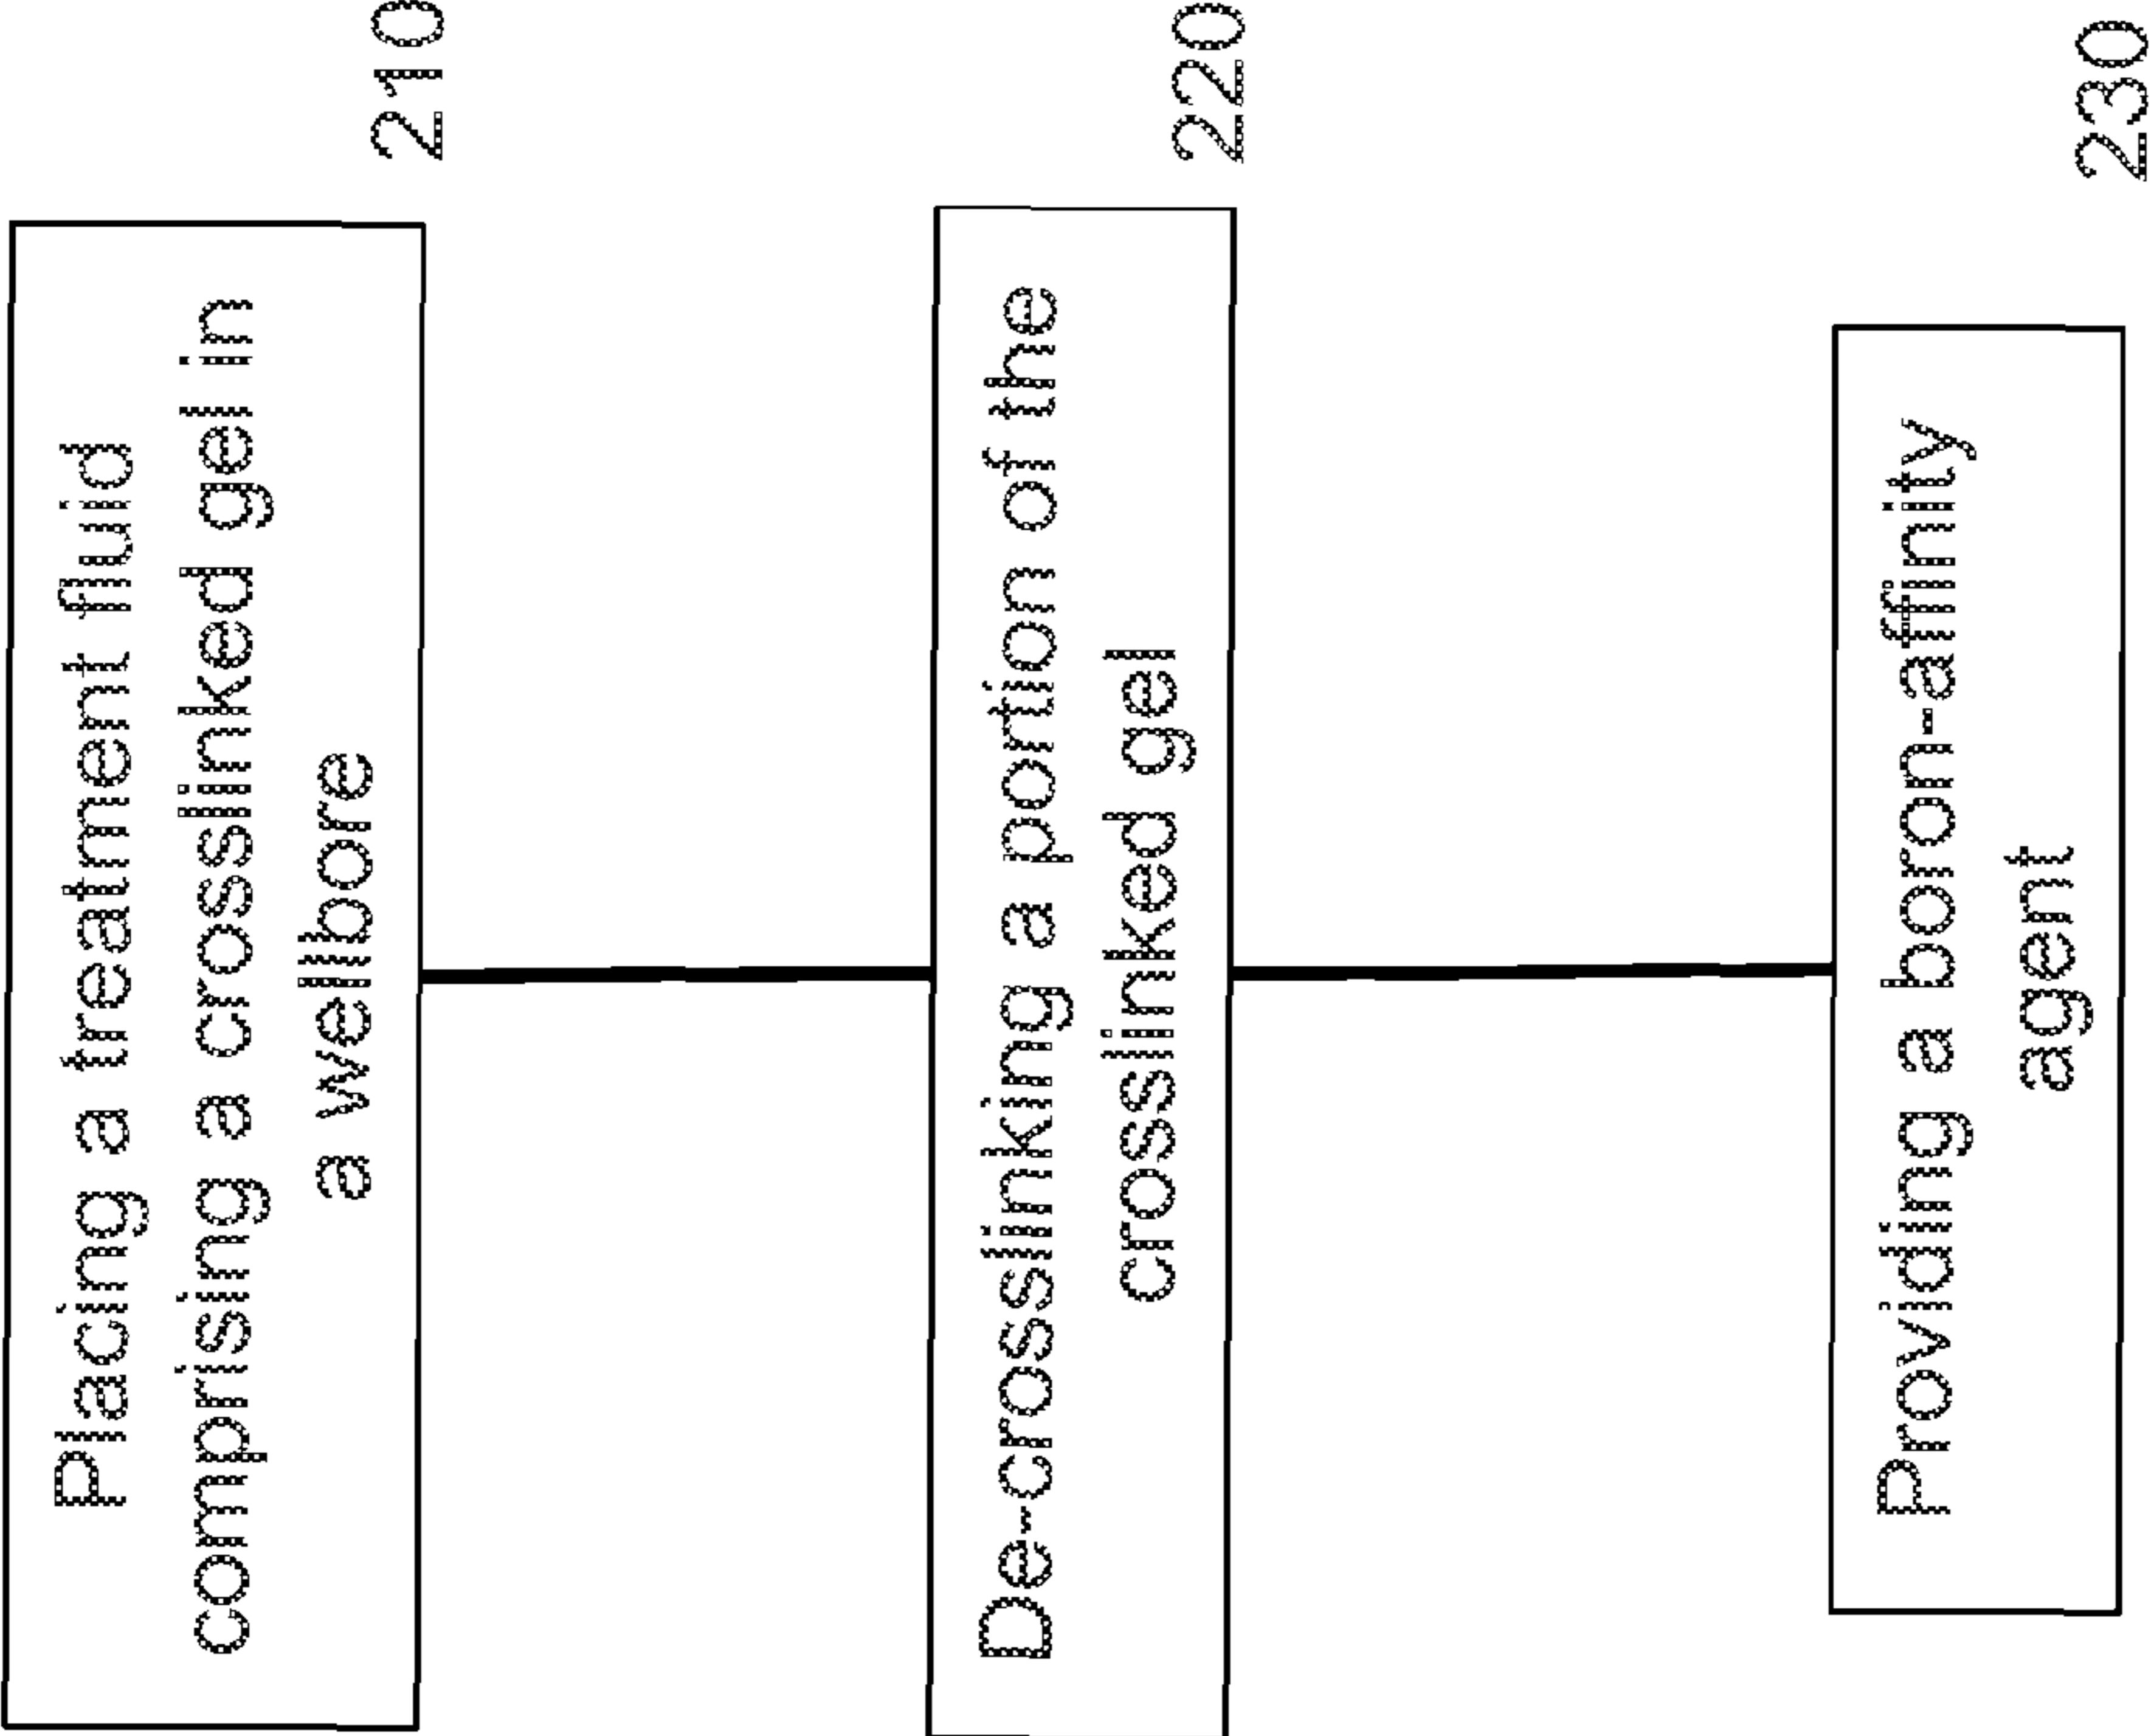 Placing a treatment fluid
comprising a crosslinked gel in
a wellbore
210
De-crosslinking a portion of the
crosslinked gel
220
Providing a boron-affinity
agent
230